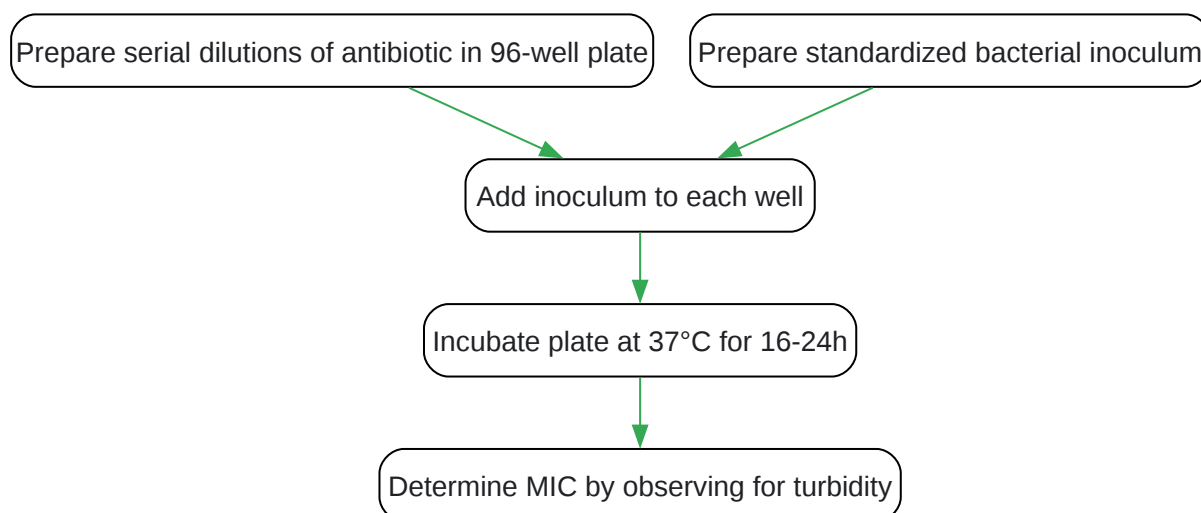 Prepare serial dilutions of antibiotic in 96-well plate
Prepare standardized bacterial inoculum
Add inoculum to each well
Incubate plate at 37°C for 16-24h
Determine MIC by observing for turbidity